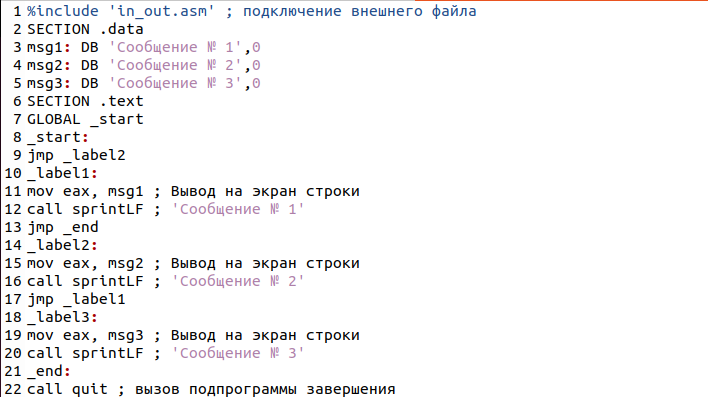 1 %include 'in_out.asm' ; подключение внешнего файла
2 SECTION .data
3 msg1: DB 'Сообщение № 1',0
4 msg2: DB 'Сообщение № 2',0
5 msg3: DB 'Сообщение № 3',0
6 SECTION .text
7 GLOBAL _start
8 _start:
9 jmp _label2
10 _label1:
11 mov eax, msg1 ; Вывод на экран строки
12 call sprintLF ; 'Сообщение № 1'
13 jmp _end
14 _label2:
15 mov eax, msg2 ; Вывод на экран строки
16 call sprintLF ; 'Сообщение № 2'
17 jmp _label1
18 _label3:
19 mov eax, msg3 ; Вывод на экран строки
20 call sprintLF ; 'Сообщение № 3'
21 _end:
22 call quit ; вызов подпрограммы завершения